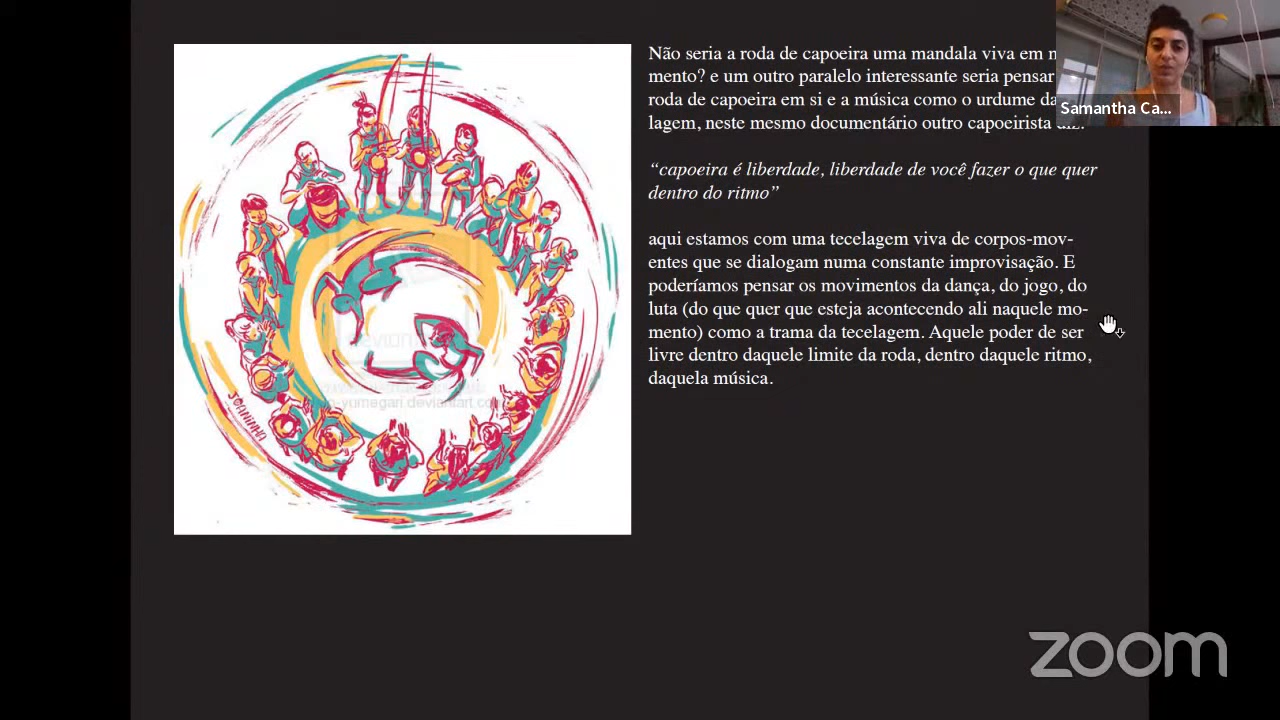 Não seria a roda de capoeira uma mandala viva em
mento? e um outro paralelo interessante seria pensar
roda de capoeira em si e a música como o urdume da
lagem, neste mesmo documentário outro capoeirista diz:
“capoeira é liberdade, liberdade de você fazer o que quer
dentro do ritmo”
aqui estamos com uma tecelagem viva de corpos-mov-
entes que se dialogam numa constante improvisação. E
poderíamos pensar os movimentos da dança, do jogo, do
luta (do que quer que esteja acontecendo ali naquele mo-
mento) como a trama da tecelagem. Aquele poder de ser
livre dentro daquele limite da roda, dentro daquele ritmo,
daquela música.
Samantha Ca...
JOANINHA
zoom